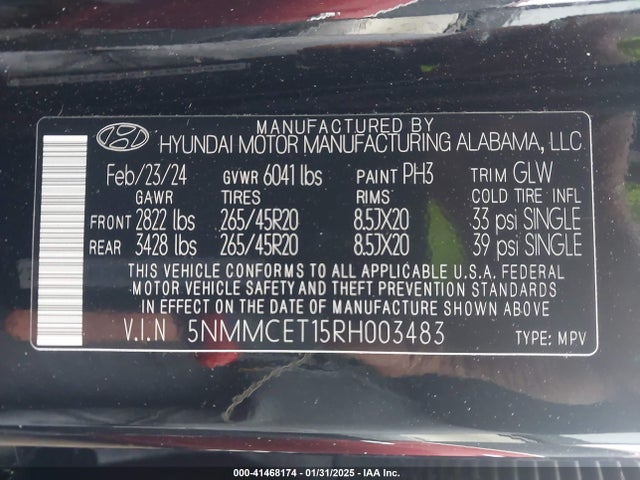 MANUFACTURED BY
HYUNDAI MOTOR MANUFACTURING ALABAMA, LLC
Feb/23/24 GVWR 6041 lbs PAINT PH3 TRIM GLW
GAWR TIRES RIMS COLD TIRE INFL
FRONT 2822 lbs 265/45R20 8.5JX20 33 psi SINGLE
REAR 3428 lbs 265/45R20 8.5JX20 39 psi SINGLE
THIS VEHICLE CONFORMS TO ALL APPLICABLE U.S.A. FEDERAL
MOTOR VEHICLE SAFETY AND THEFT PREVENTION STANDARDS
IN EFFECT ON THE DATE OF MANUFACTURE SHOWN ABOVE
V.I.N 5NMMCET15RH003483 TYPE: MPV
000-41468174 - 01/31/2025 - IAA Inc.